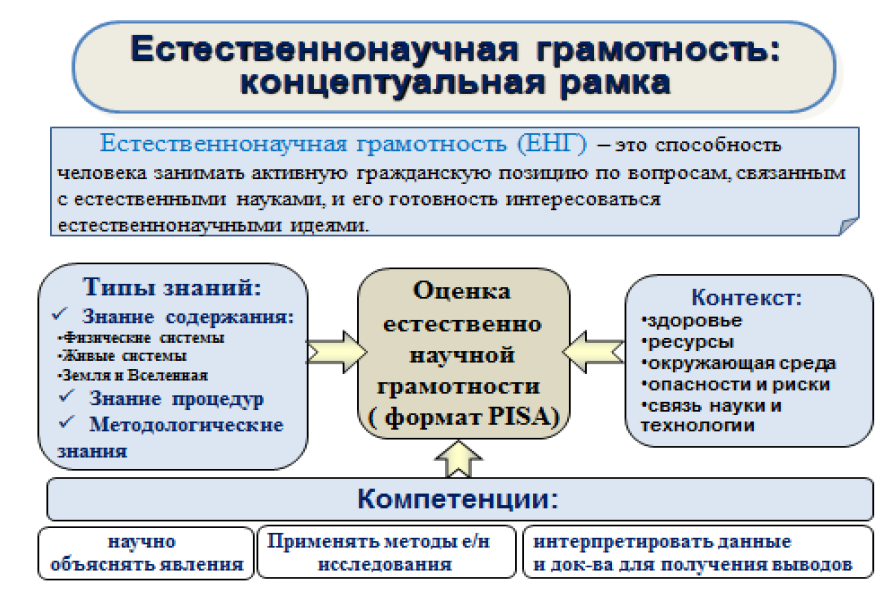 Естественнонаучная грамотность:
концептуальная рамка
Естественнонаучная грамотность (ЕНГ) – это способность
человека занимать активную гражданскую позицию по вопросам, связанным
с естественными науками, и его готовность интересоваться
естественнонаучными идеями.
Типы знаний:
✓ Знание содержания:
•Физические системы
•Живые системы
•Земля и Вселенная
✓ Знание процедур
✓ Методологические
знания
Оценка
естественно
научной
грамотности
( формат PISA)
Контекст:
•здоровье
•ресурсы
•окружающая среда
•опасности и риски
•связь науки и
технологии
Компетенции:
научно
объяснять явления
Применять методы е/н
исследования
интерпретировать данные
и док-ва для получения выводов